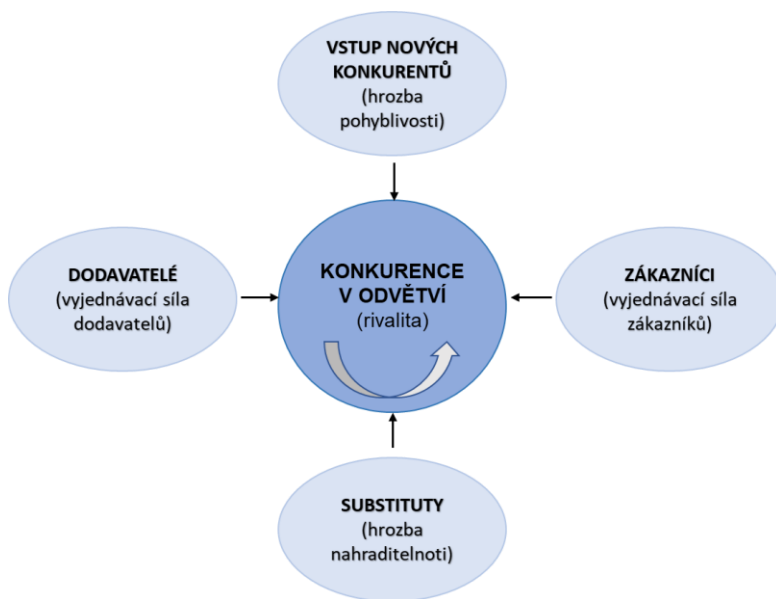 VSTUP NOVÝCH
KONKURENTŮ
(hrozba
pohyblivosti)
DODAVATELÉ
(vyjednávací síla
dodavatelů)
KONKURENCE
V ODVĚTVÍ
(rivalita)
ZÁKAZNÍCI
(vyjednávací síla
zákazníků)
SUBSTITUTY
(hrozba
nahraditelnoti)